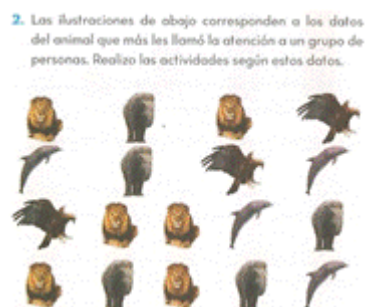 2. Las ilustraciones de abajo corresponden a los datos
del animal que más les llamó la atención a un grupo de
personas. Realizo las actividades según estos datos.